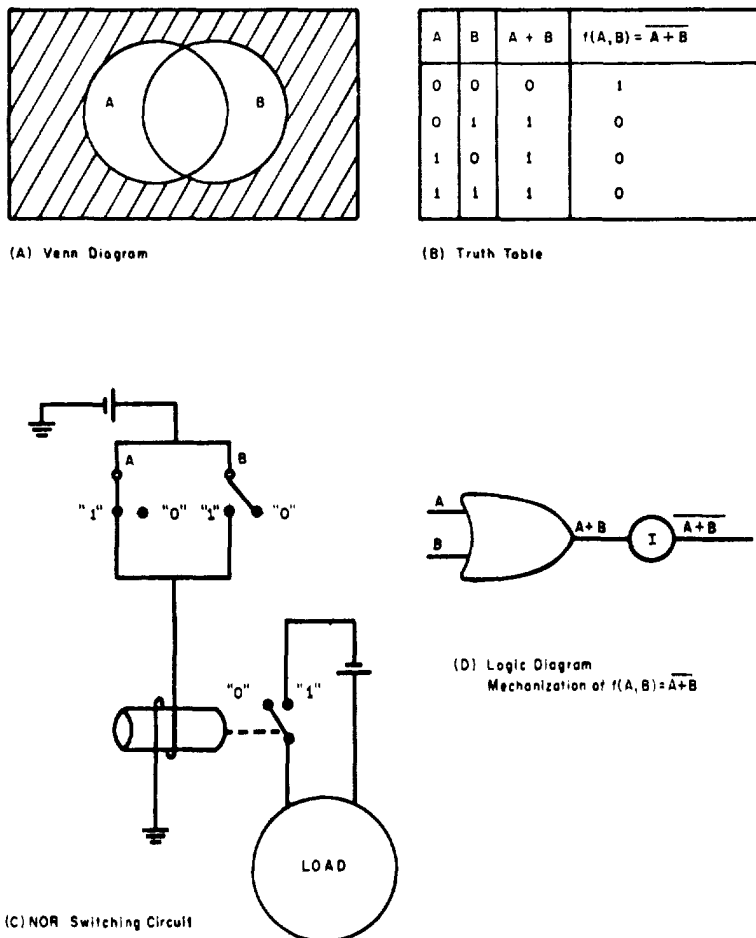 A B A + B f(A,B) = A̅+̅B̅
0 0 0 1
0 1 1 0
1 0 1 0
1 1 1 0
A B
(A) Venn Diagram
(B) Truth Table
A B
"1" "0" "1" "0"
A
B
A+B
I
A̅+̅B̅
(D) Logic Diagram
Mechanization of f(A,B)=A̅+̅B̅
"0" "1"
LOAD
(C) NOR Switching Circuit